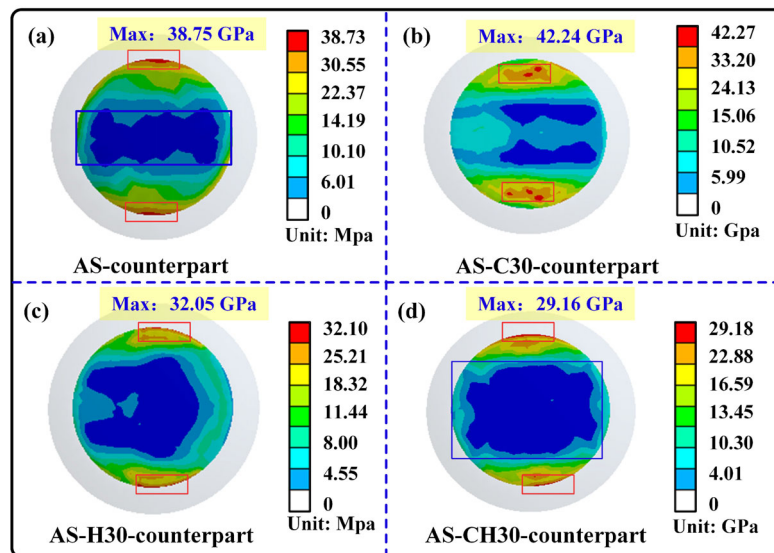 (a)
Max: 38.75 GPa
38.73
30.55
22.37
14.19
10.10
6.01
0
Unit: Mpa
AS-counterpart
(b)
Max: 42.24 GPa
42.27
33.20
24.13
15.06
10.52
5.99
0
Unit: Gpa
AS-C30-counterpart
(c)
Max: 32.05 GPa
32.10
25.21
18.32
11.44
8.00
4.55
0
Unit: Mpa
AS-H30-counterpart
(d)
Max: 29.16 GPa
29.18
22.88
16.59
13.45
10.30
4.01
0
Unit: GPa
AS-CH30-counterpart